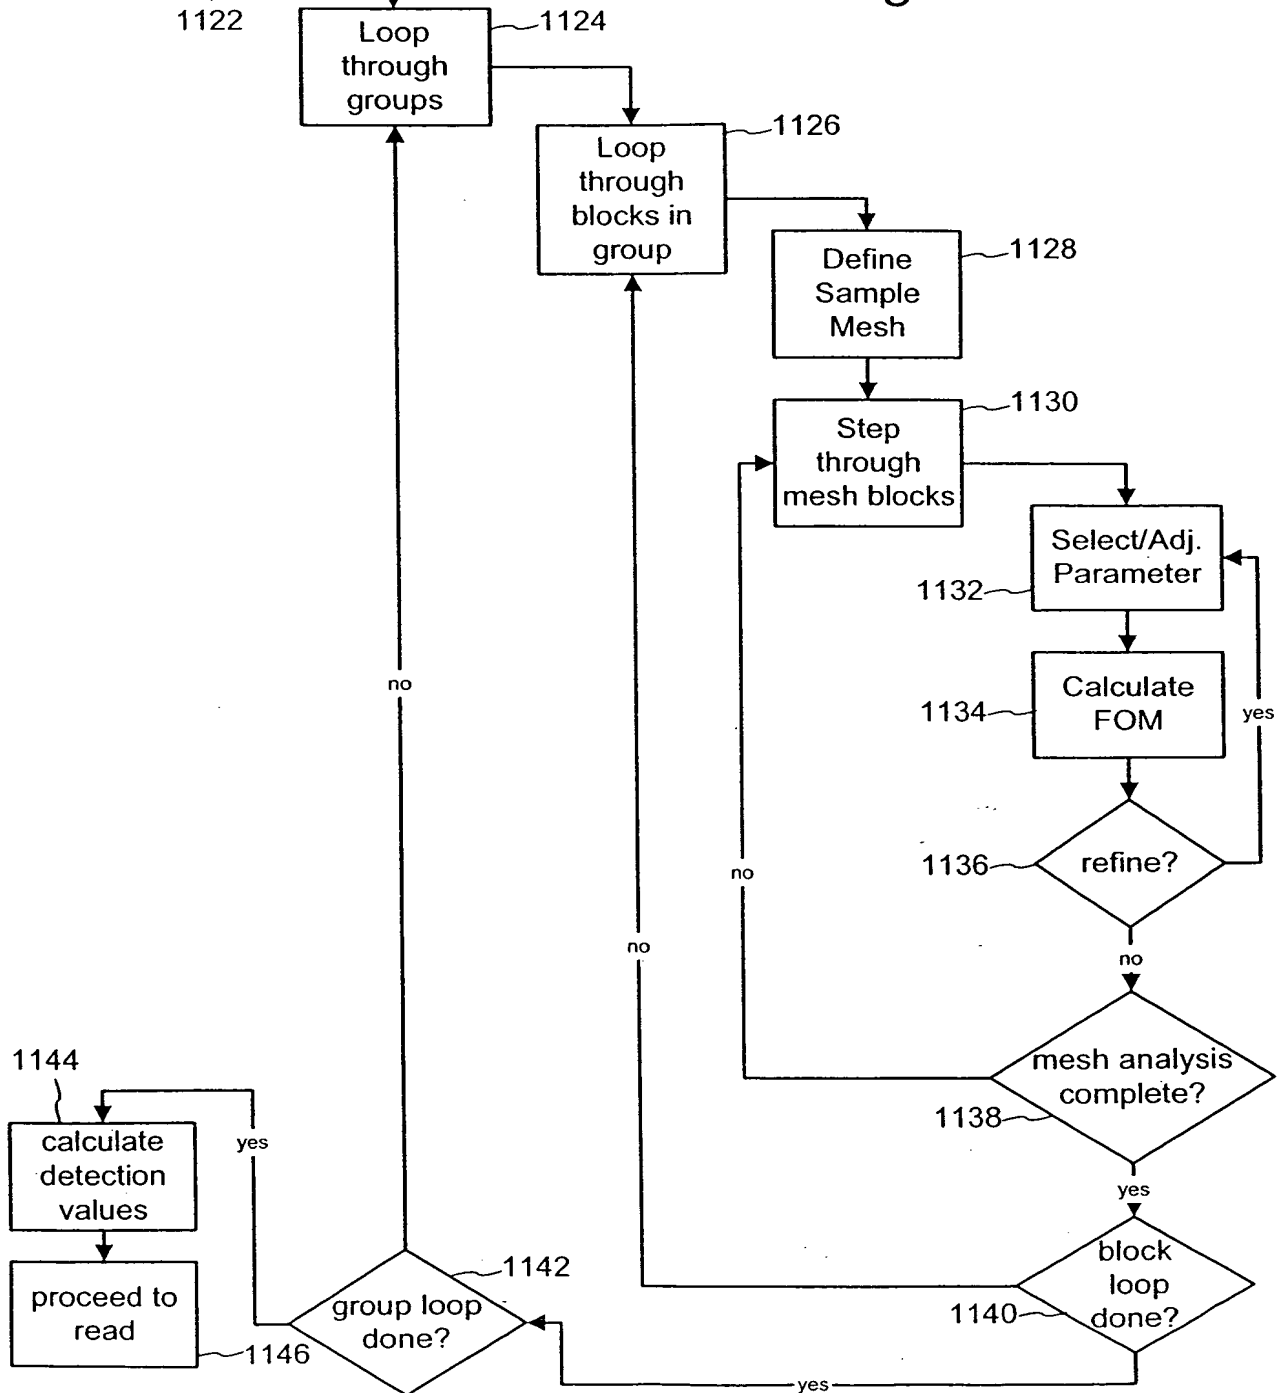 1122
Loop
through
groups
1124
Loop
through
blocks in
group
1126
Define
Sample
Mesh
1128
Step
through
mesh blocks
1130
Select/Adj.
Parameter
1132
Calculate
FOM
1134
yes
refine?
1136
no
no
no
no
mesh analysis
complete?
1138
yes
block
loop
done?
1140
yes
group loop
done?
1142
yes
1144
calculate
detection
values
proceed to
read
1146